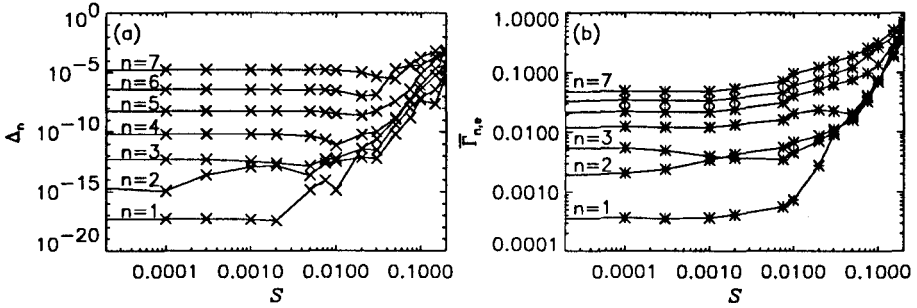 (a)
10^0
10^-5
10^-10
10^-15
10^-20
Δn
n=7
n=6
n=5
n=4
n=3
n=2
n=1
0.0001 0.0010 0.0100 0.1000
S
(b)
1.0000
0.1000
0.0100
0.0010
0.0001
Γ̅n,e
n=7
n=3
n=2
n=1
0.0001 0.0010 0.0100 0.1000
S